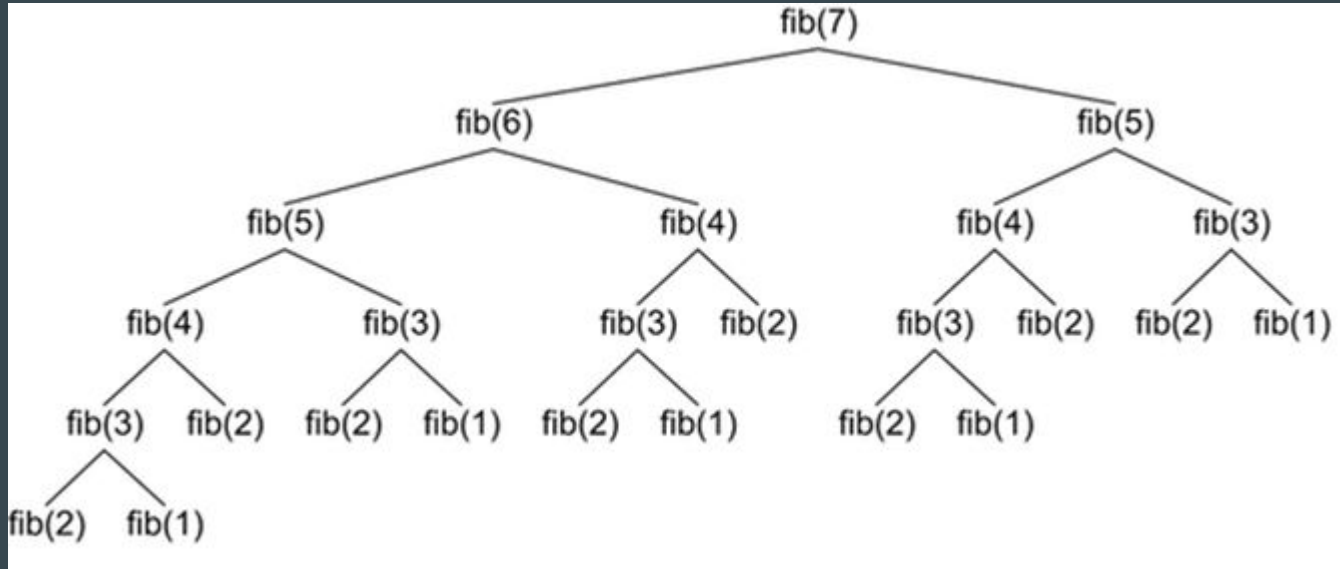 fib(7)
fib(6) fib(5)
fib(5) fib(4) fib(4) fib(3)
fib(4) fib(3) fib(3) fib(2) fib(3) fib(2) fib(2) fib(1)
fib(3) fib(2) fib(2) fib(1) fib(2) fib(1) fib(2) fib(1)
fib(2) fib(1)